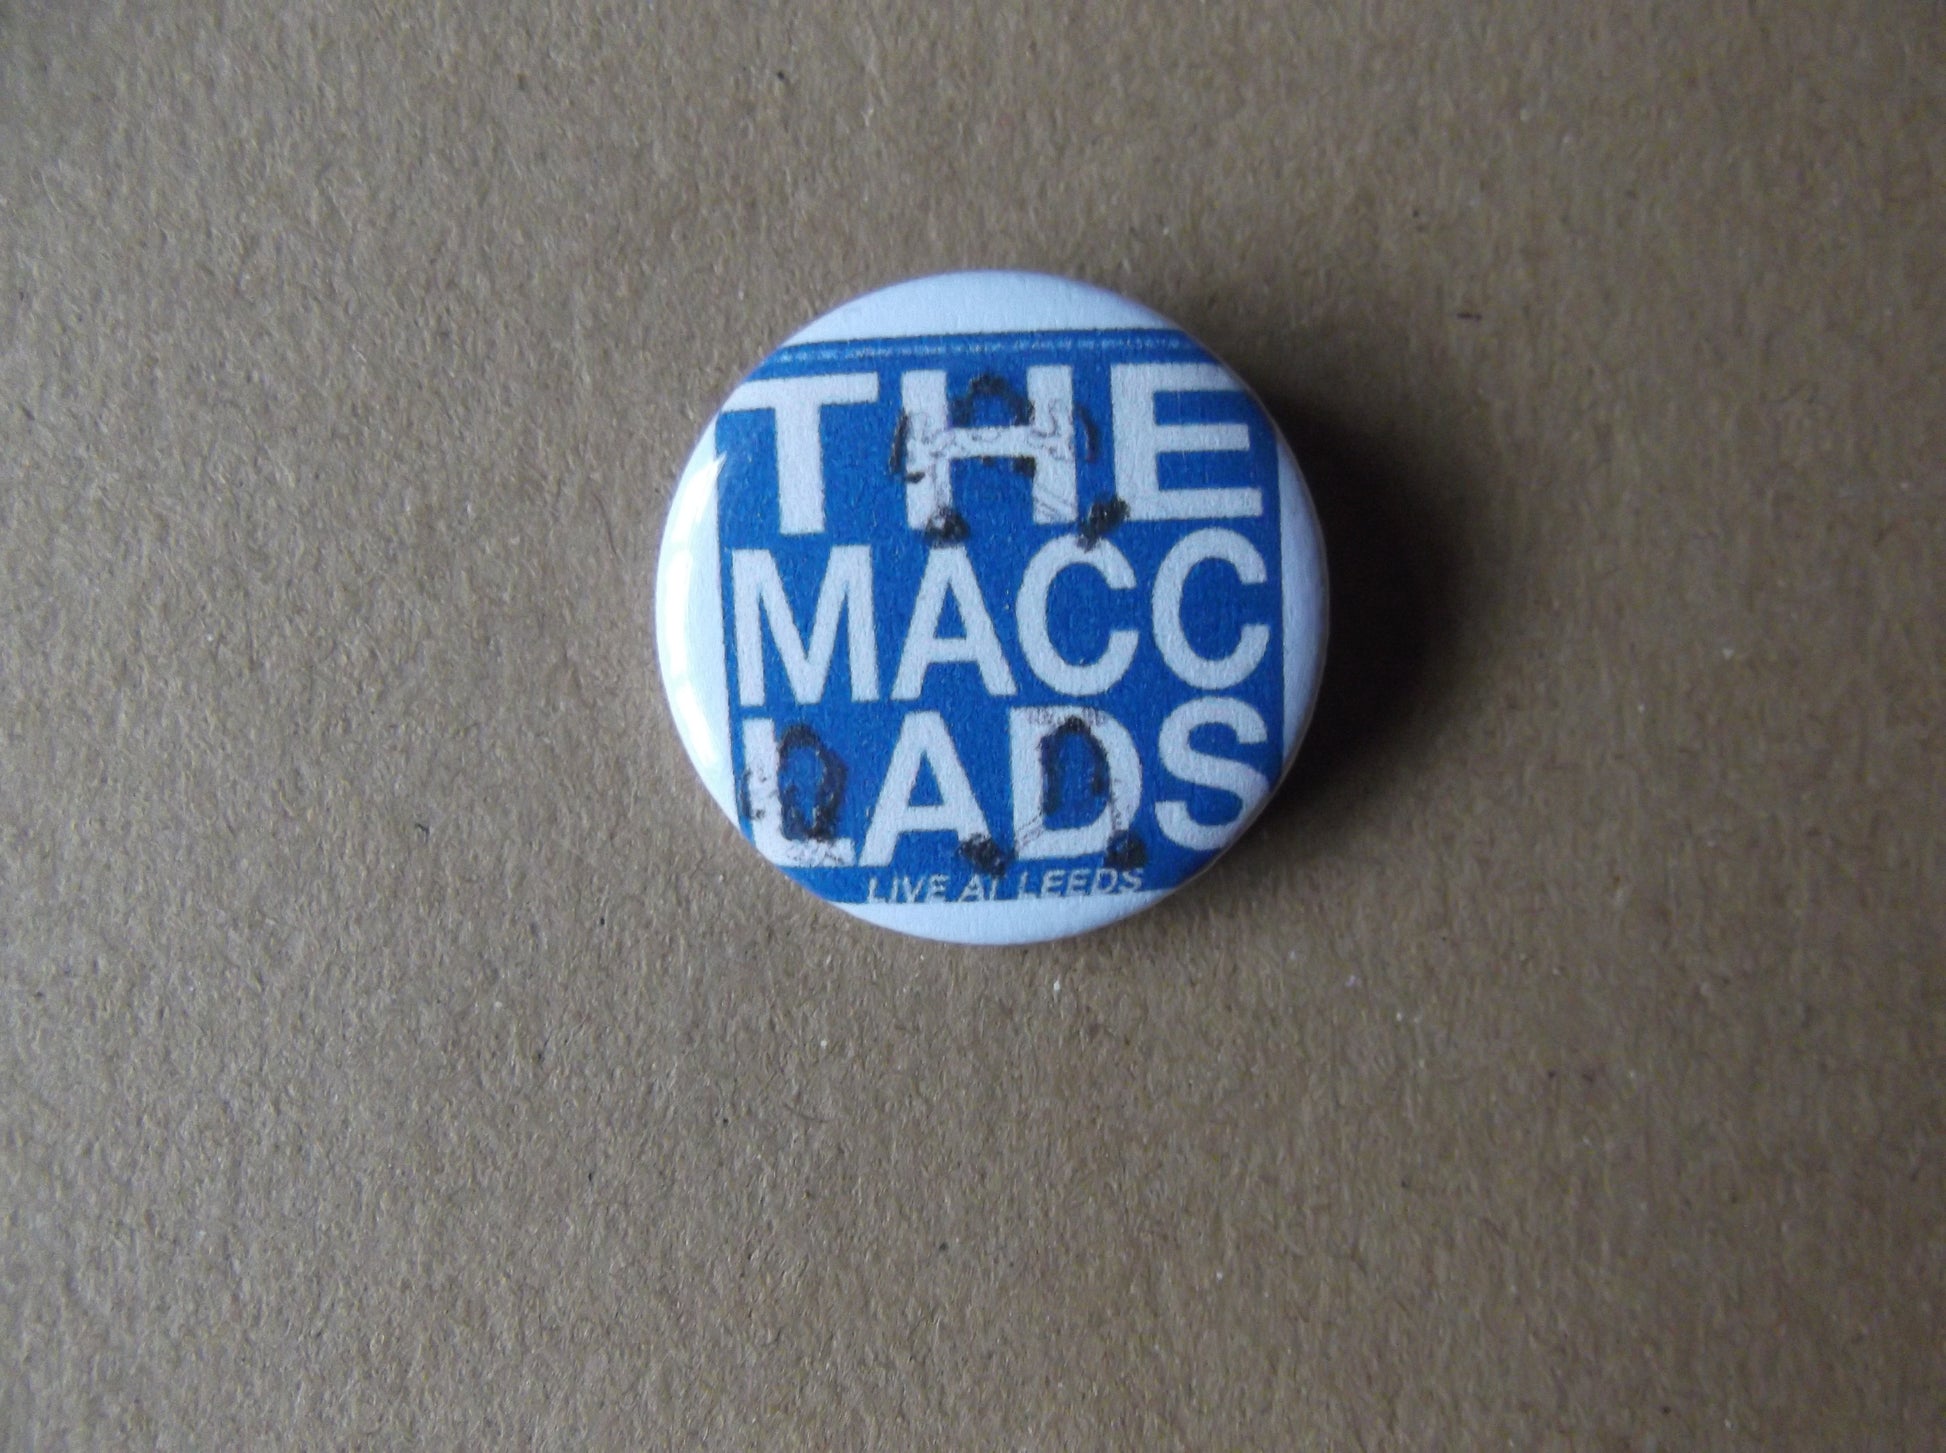 THE
MACC
LADS
LIVE AT LEEDS